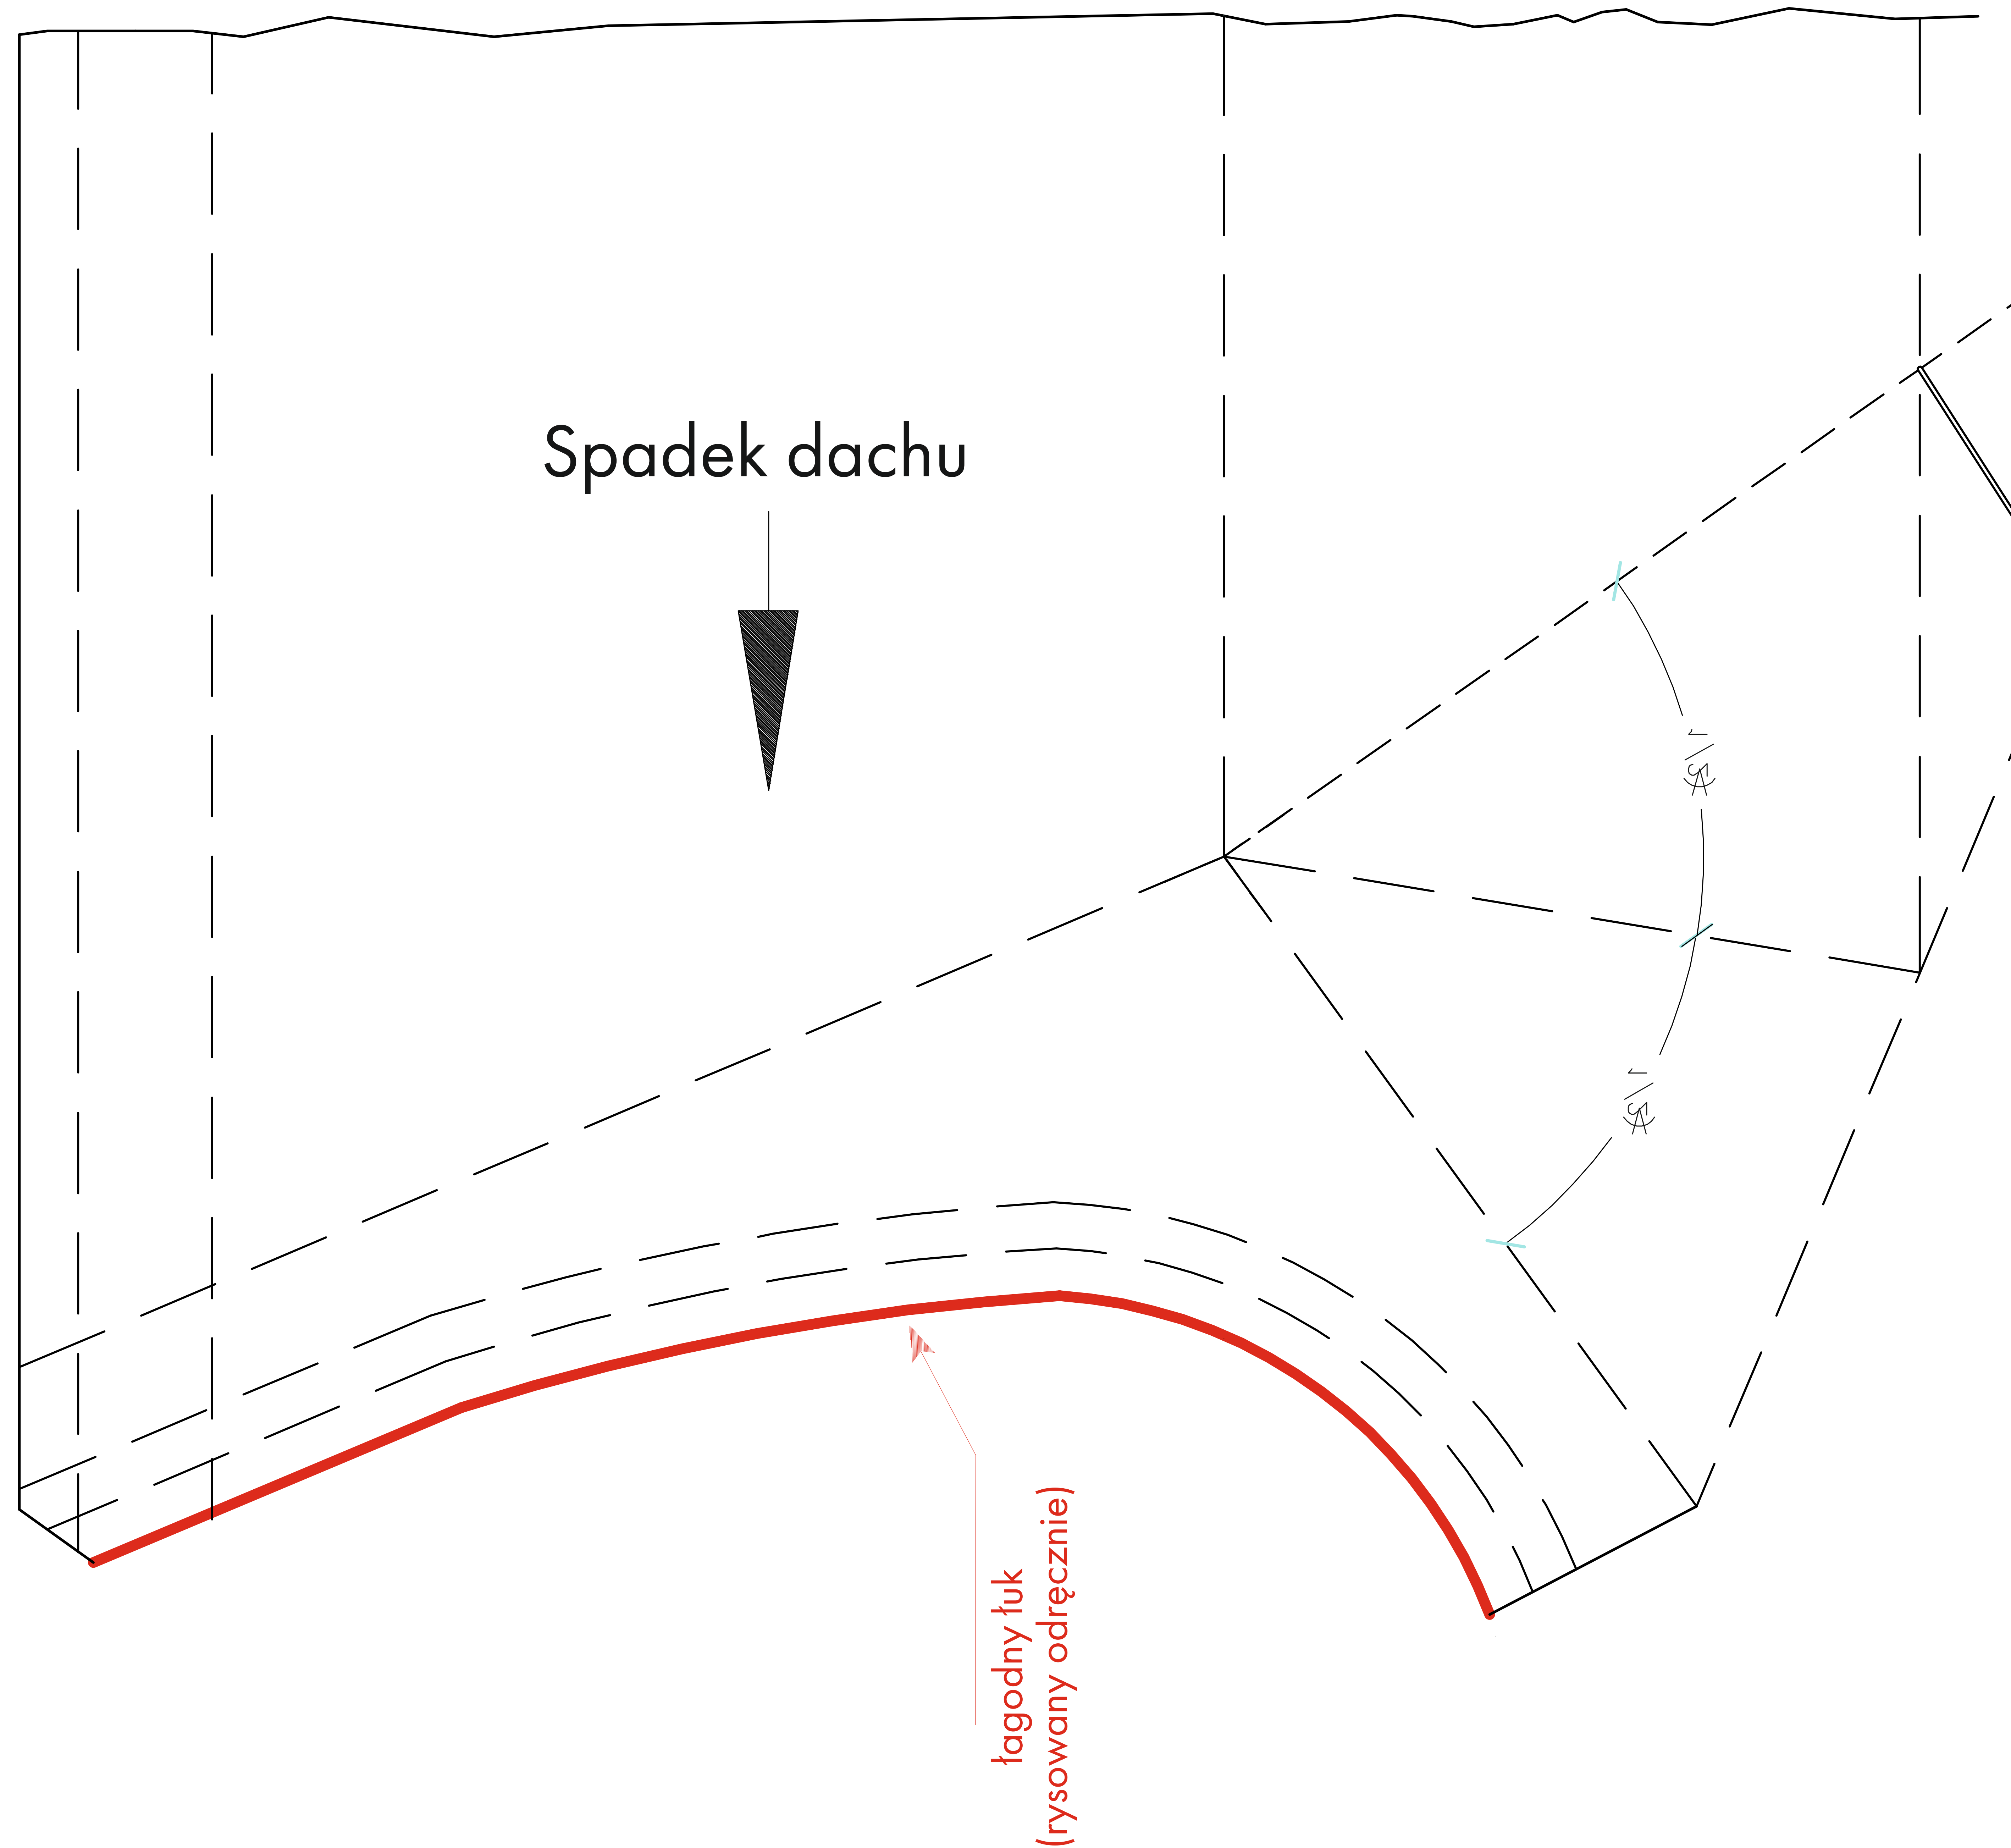 Spadek dachu
łagodny łuk
(rysowany odręcznie)